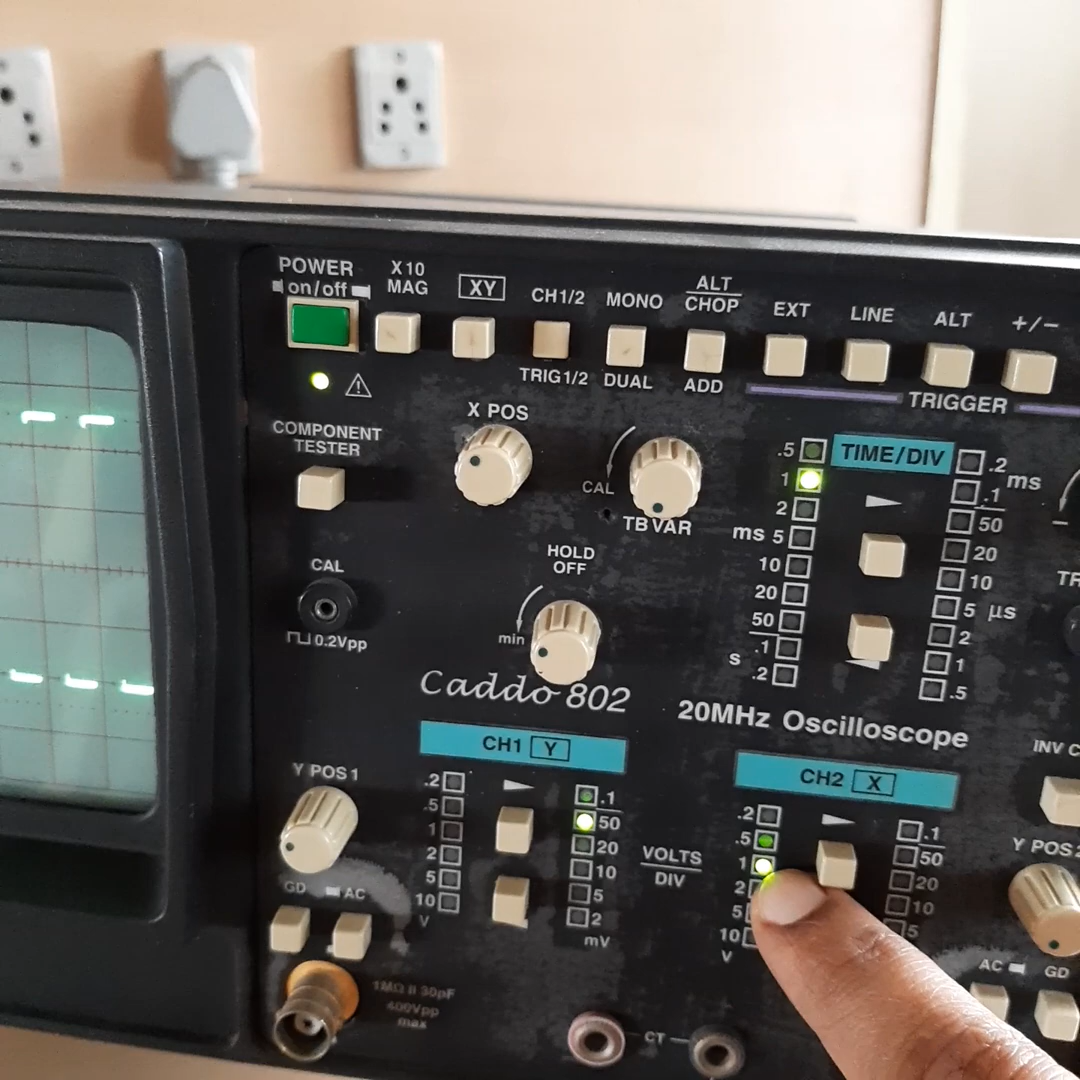 POWER
on/off
X10
MAG
XY
CH1/2
TRIG1/2
MONO
DUAL
ALT
CHOP
ADD
EXT
LINE
ALT
+/−
TRIGGER
COMPONENT
TESTER
X POS
CAL
TB VAR
.5
1
2
ms 5
10
20
50
.1
s
.2
TIME/DIV
.2
ms
.1
50
20
10
5 µs
2
1
.5
CAL
0.2Vpp
HOLD
OFF
min
Caddo 802
20MHz Oscilloscope
CH1 Y
.2
.5
1
2
5
10
V
.1
50
20
10
5
2
mV
VOLTS
DIV
CH2 X
.2
.5
1
2
5
10
V
.1
50
20
10
5
Y POS 1
GD
AC
1MΩ II 30pF
400Vpp
max
CT
INV C
Y POS 2
AC
GD
TR